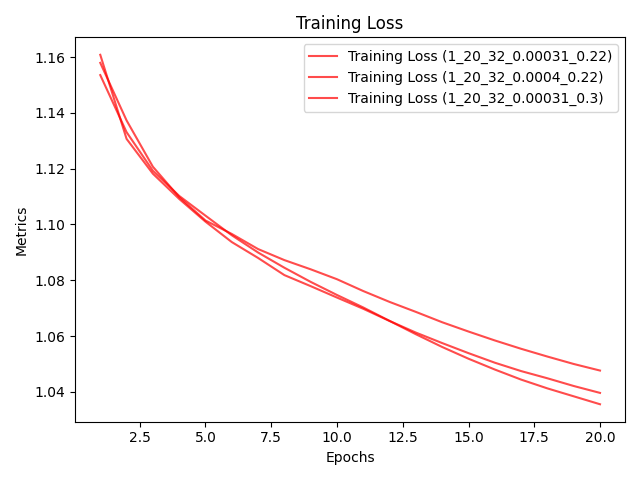 Training Loss
Training Loss (1_20_32_0.00031_0.22)
Training Loss (1_20_32_0.0004_0.22)
Training Loss (1_20_32_0.00031_0.3)
Metrics
1.16
1.14
1.12
1.10
1.08
1.06
1.04
2.5 5.0 7.5 10.0 12.5 15.0 17.5 20.0
Epochs